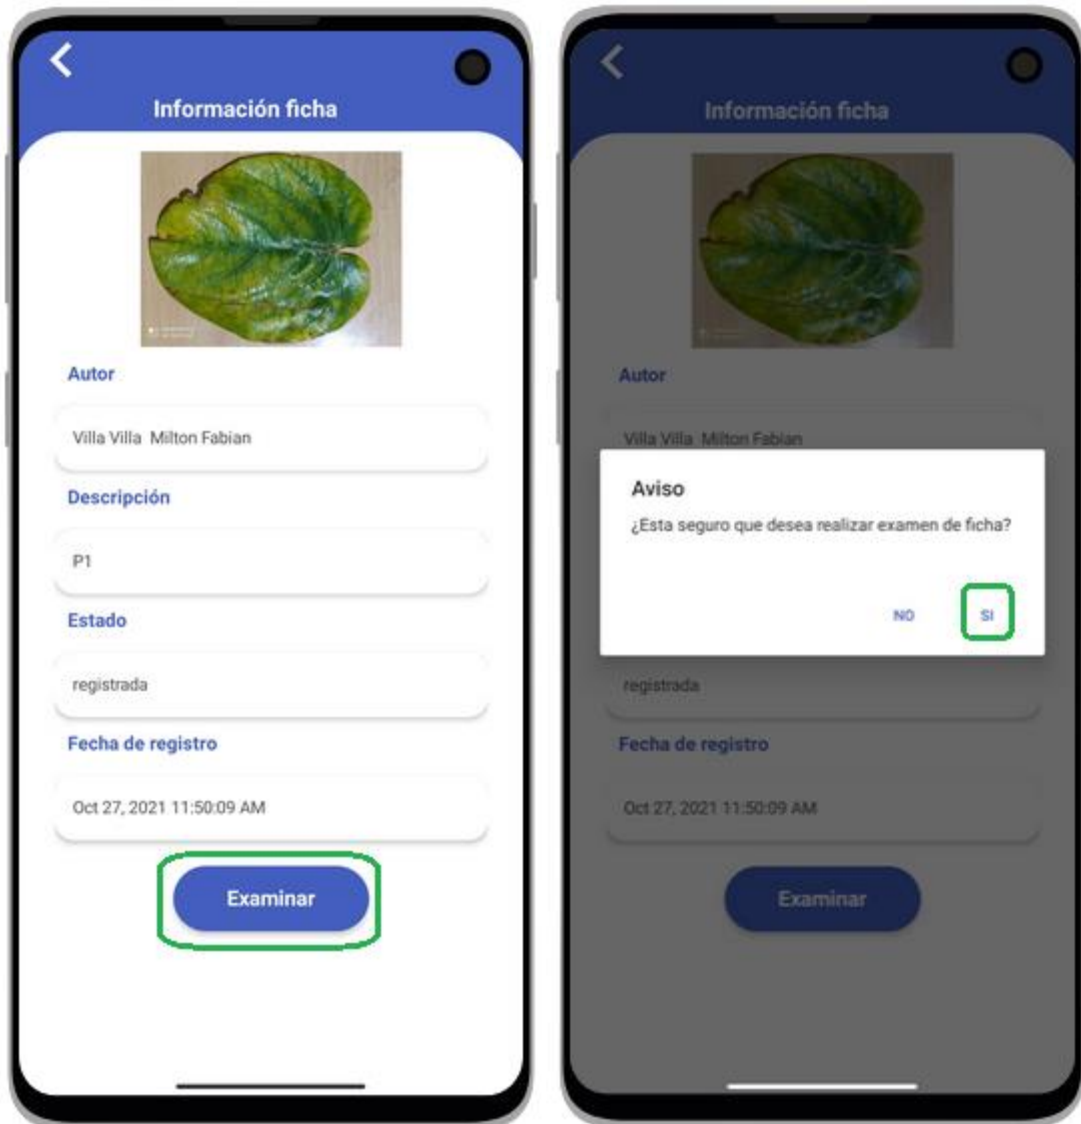 Información ficha
Autor
Villa Villa Milton Fabian
Descripción
P1
Estado
registrada
Fecha de registro
Oct 27, 2021 11:50:09 AM
Examinar
Información ficha
Autor
Villa Villa Milton Fabian
Aviso
¿Esta seguro que desea realizar examen de ficha?
NO SI
registrada
Fecha de registro
Oct 27, 2021 11:50:09 AM
Examinar